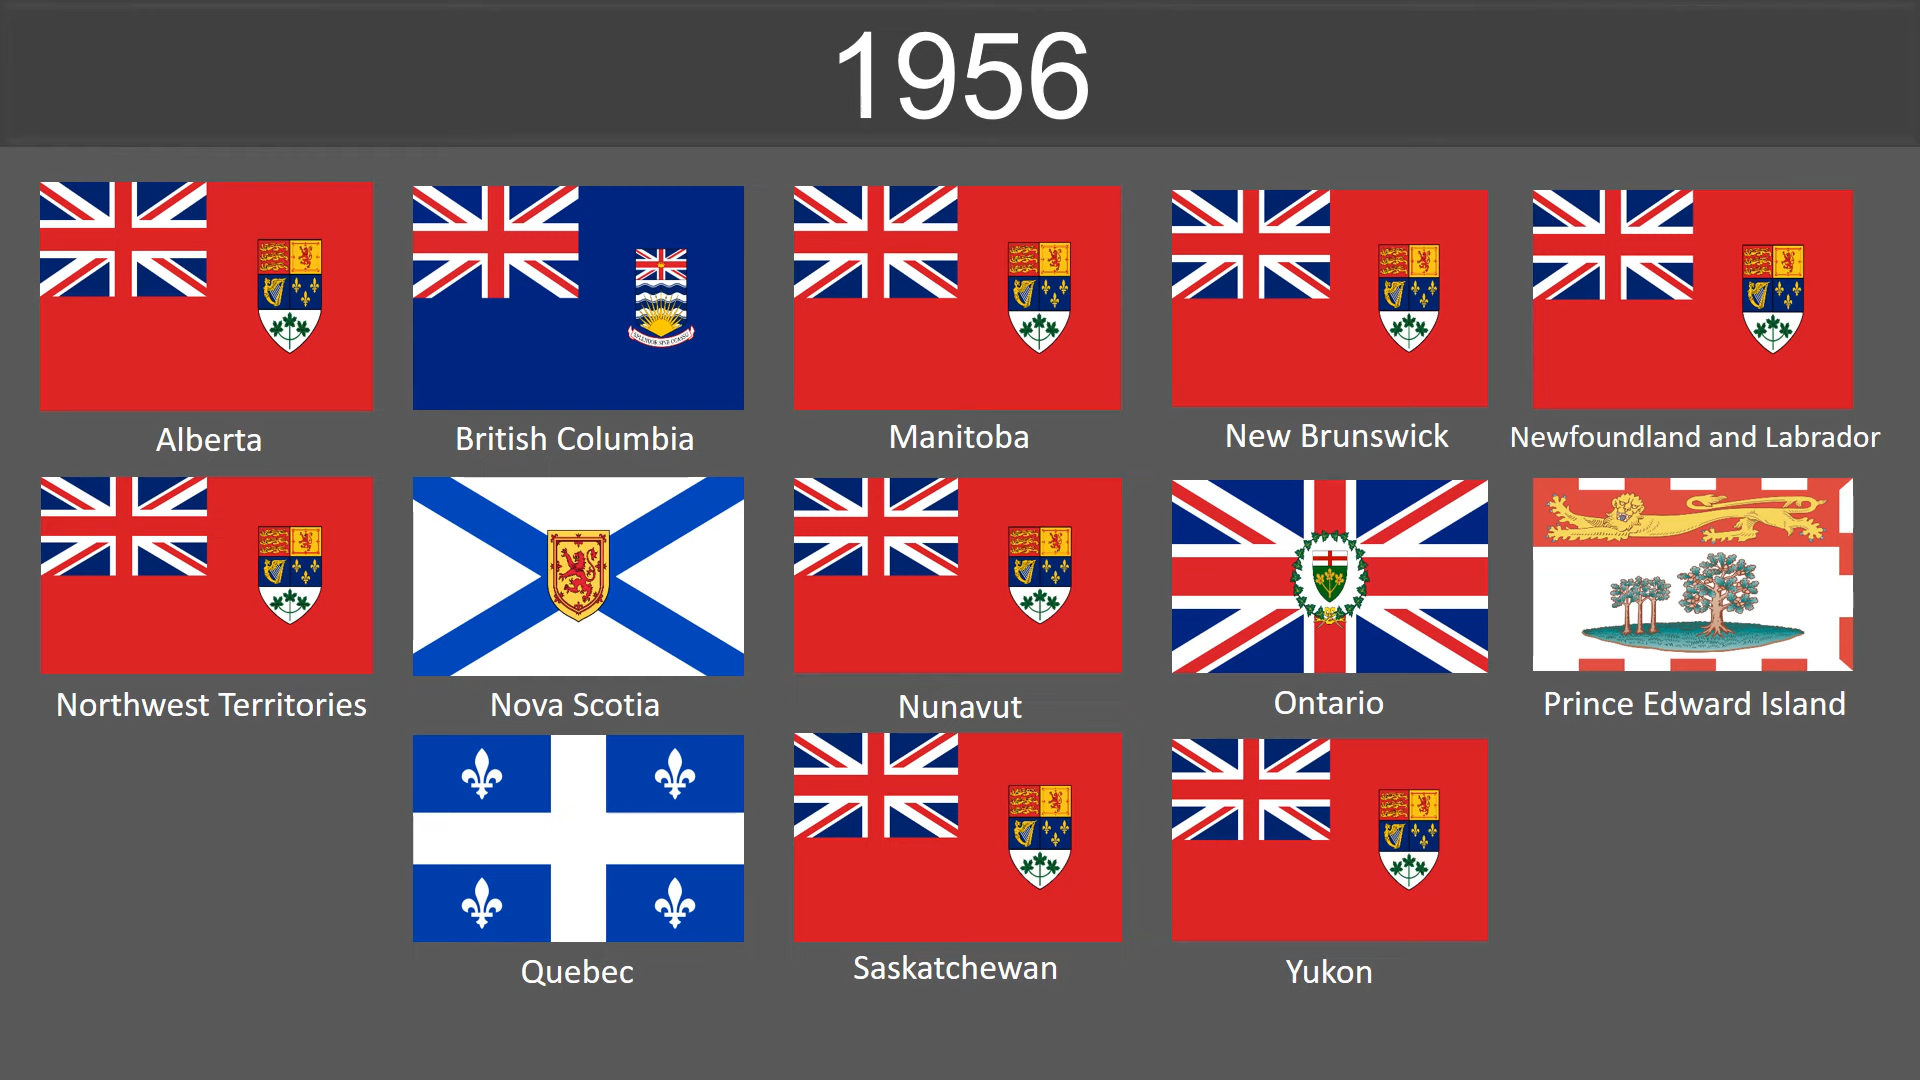 1956
Alberta
British Columbia
Manitoba
New Brunswick
Newfoundland and Labrador
Northwest Territories
Nova Scotia
Nunavut
Ontario
Prince Edward Island
Quebec
Saskatchewan
Yukon